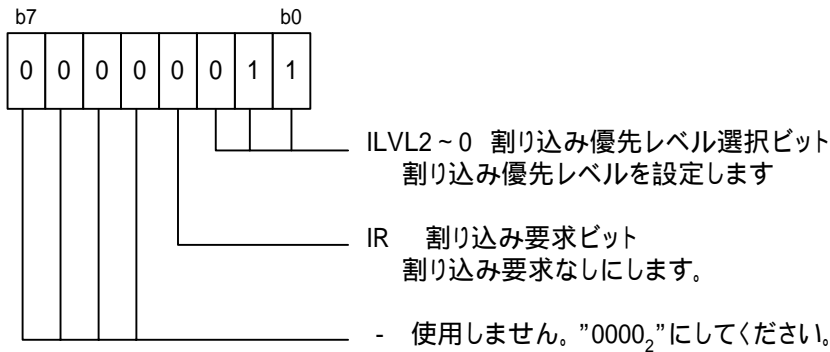 b7 b0
0 0 0 0 0 0 1 1
ILVL2~0 割り込み優先レベル選択ビット
割り込み優先レベルを設定します
IR 割り込み要求ビット
割り込み要求なしにします。
- 使用しません。”0000₂”にしてください。